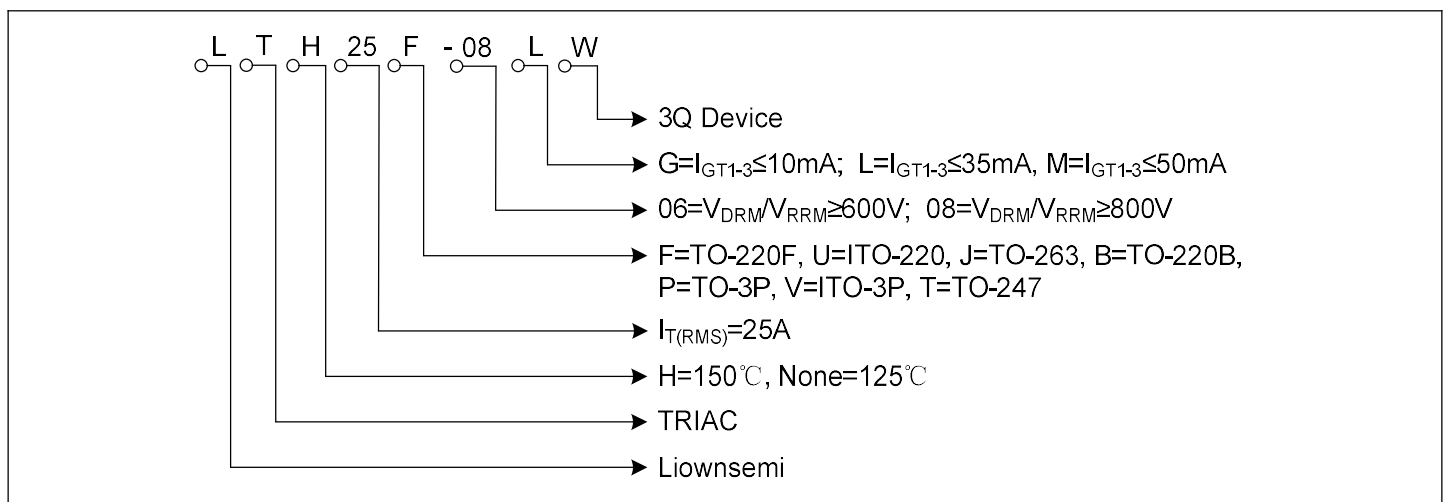 L T H 25 F - 08 L W
3Q Device
G=IGT1-3≤10mA; L=IGT1-3≤35mA, M=IGT1-3≤50mA
06=VDRM/VRRM≥600V; 08=VDRM/VRRM≥800V
F=TO-220F, U=ITO-220, J=TO-263, B=TO-220B,
P=TO-3P, V=ITO-3P, T=TO-247
IT(RMS)=25A
H=150℃, None=125℃
TRIAC
Liownsemi